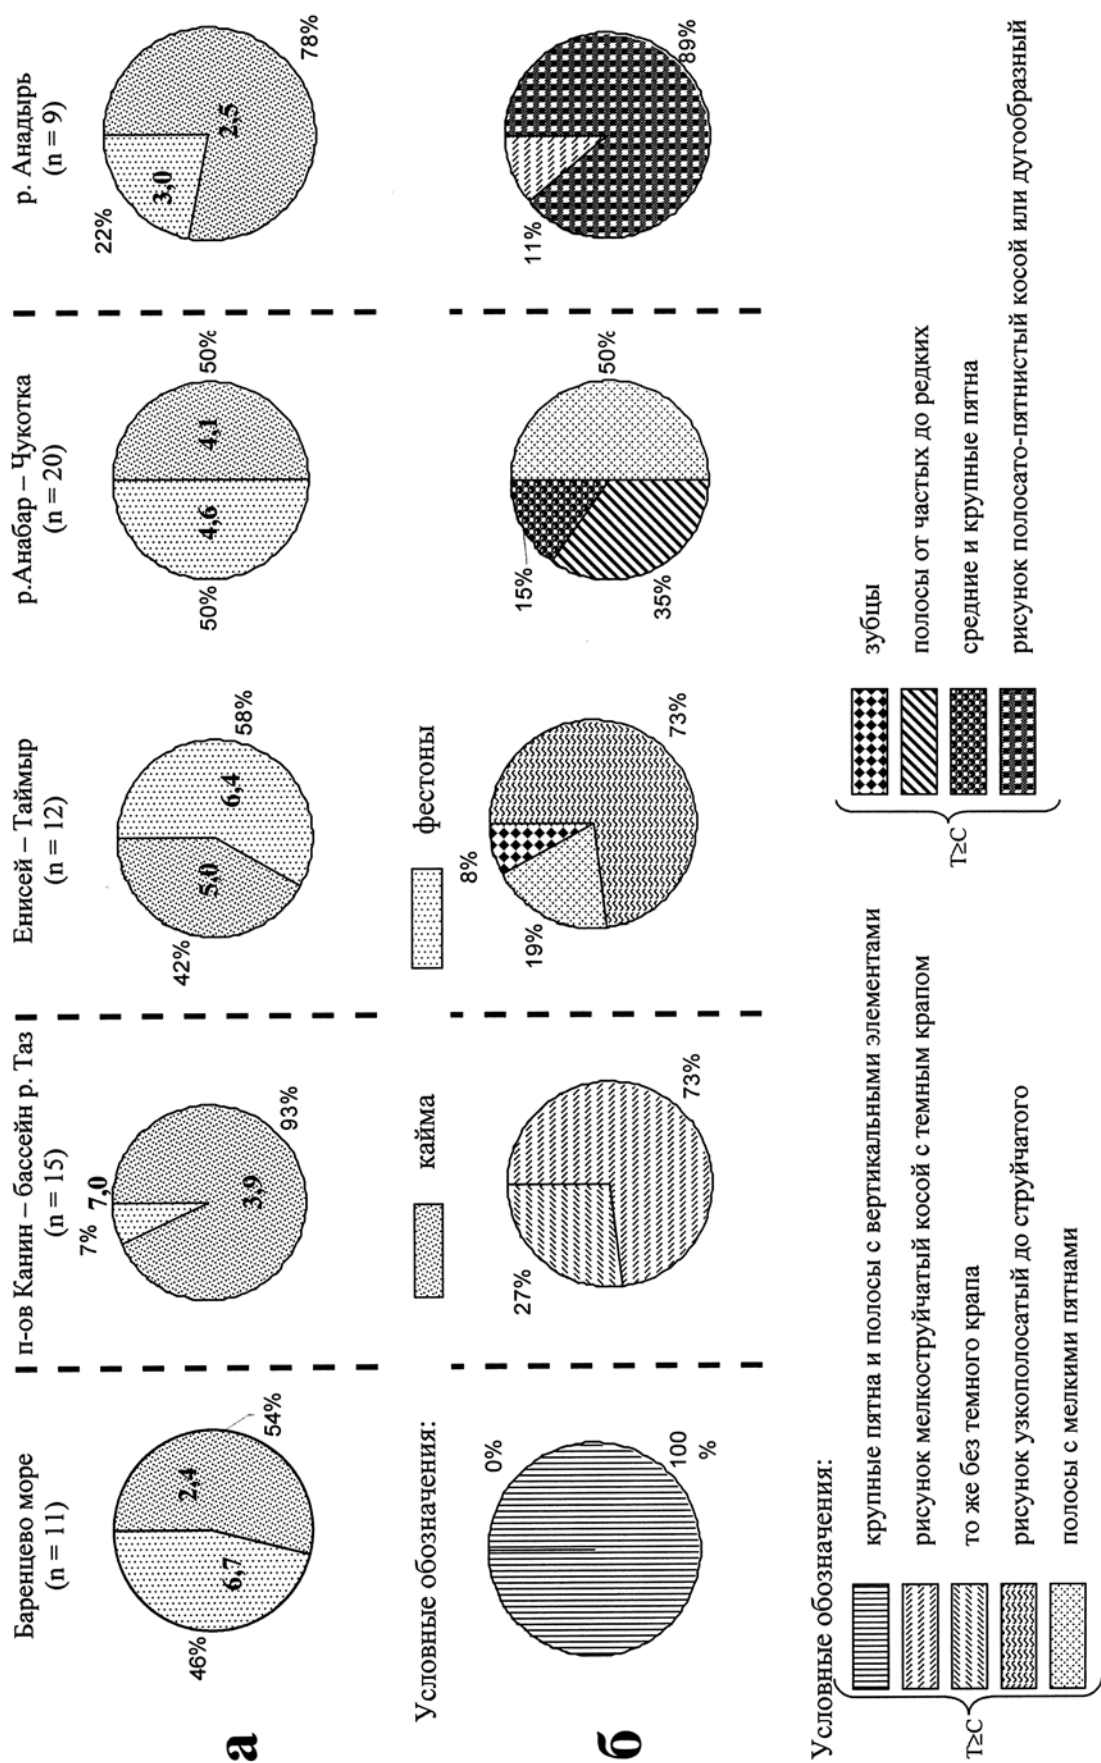 Баренцево море
(n = 11)
п-ов Канин – бассейн р. Таз
(n = 15)
Енисей – Таймыр
(n = 12)
р.Анабар – Чукотка
(n = 20)
р. Анадырь
(n = 9)
а
46%
6,7
2,4
54%
7%
7,0
3,9
93%
42%
5,0
6,4
58%
50%
4,6
4,1
50%
22%
3,0
2,5
78%
Условные обозначения:
кайма
фестоны
б
0%
100
%
27%
73%
8%
19%
73%
15%
35%
50%
11%
89%
Условные обозначения:
T≥C
крупные пятна и полосы с вертикальными элементами
рисунок мелкоструйчатый косой с темным крапом
то же без темного крапа
рисунок узкополосатый до струйчатого
полосы с мелкими пятнами
T≥C
зубцы
полосы от частых до редких
средние и крупные пятна
рисунок полосато-пятнистый косой или дугообразный